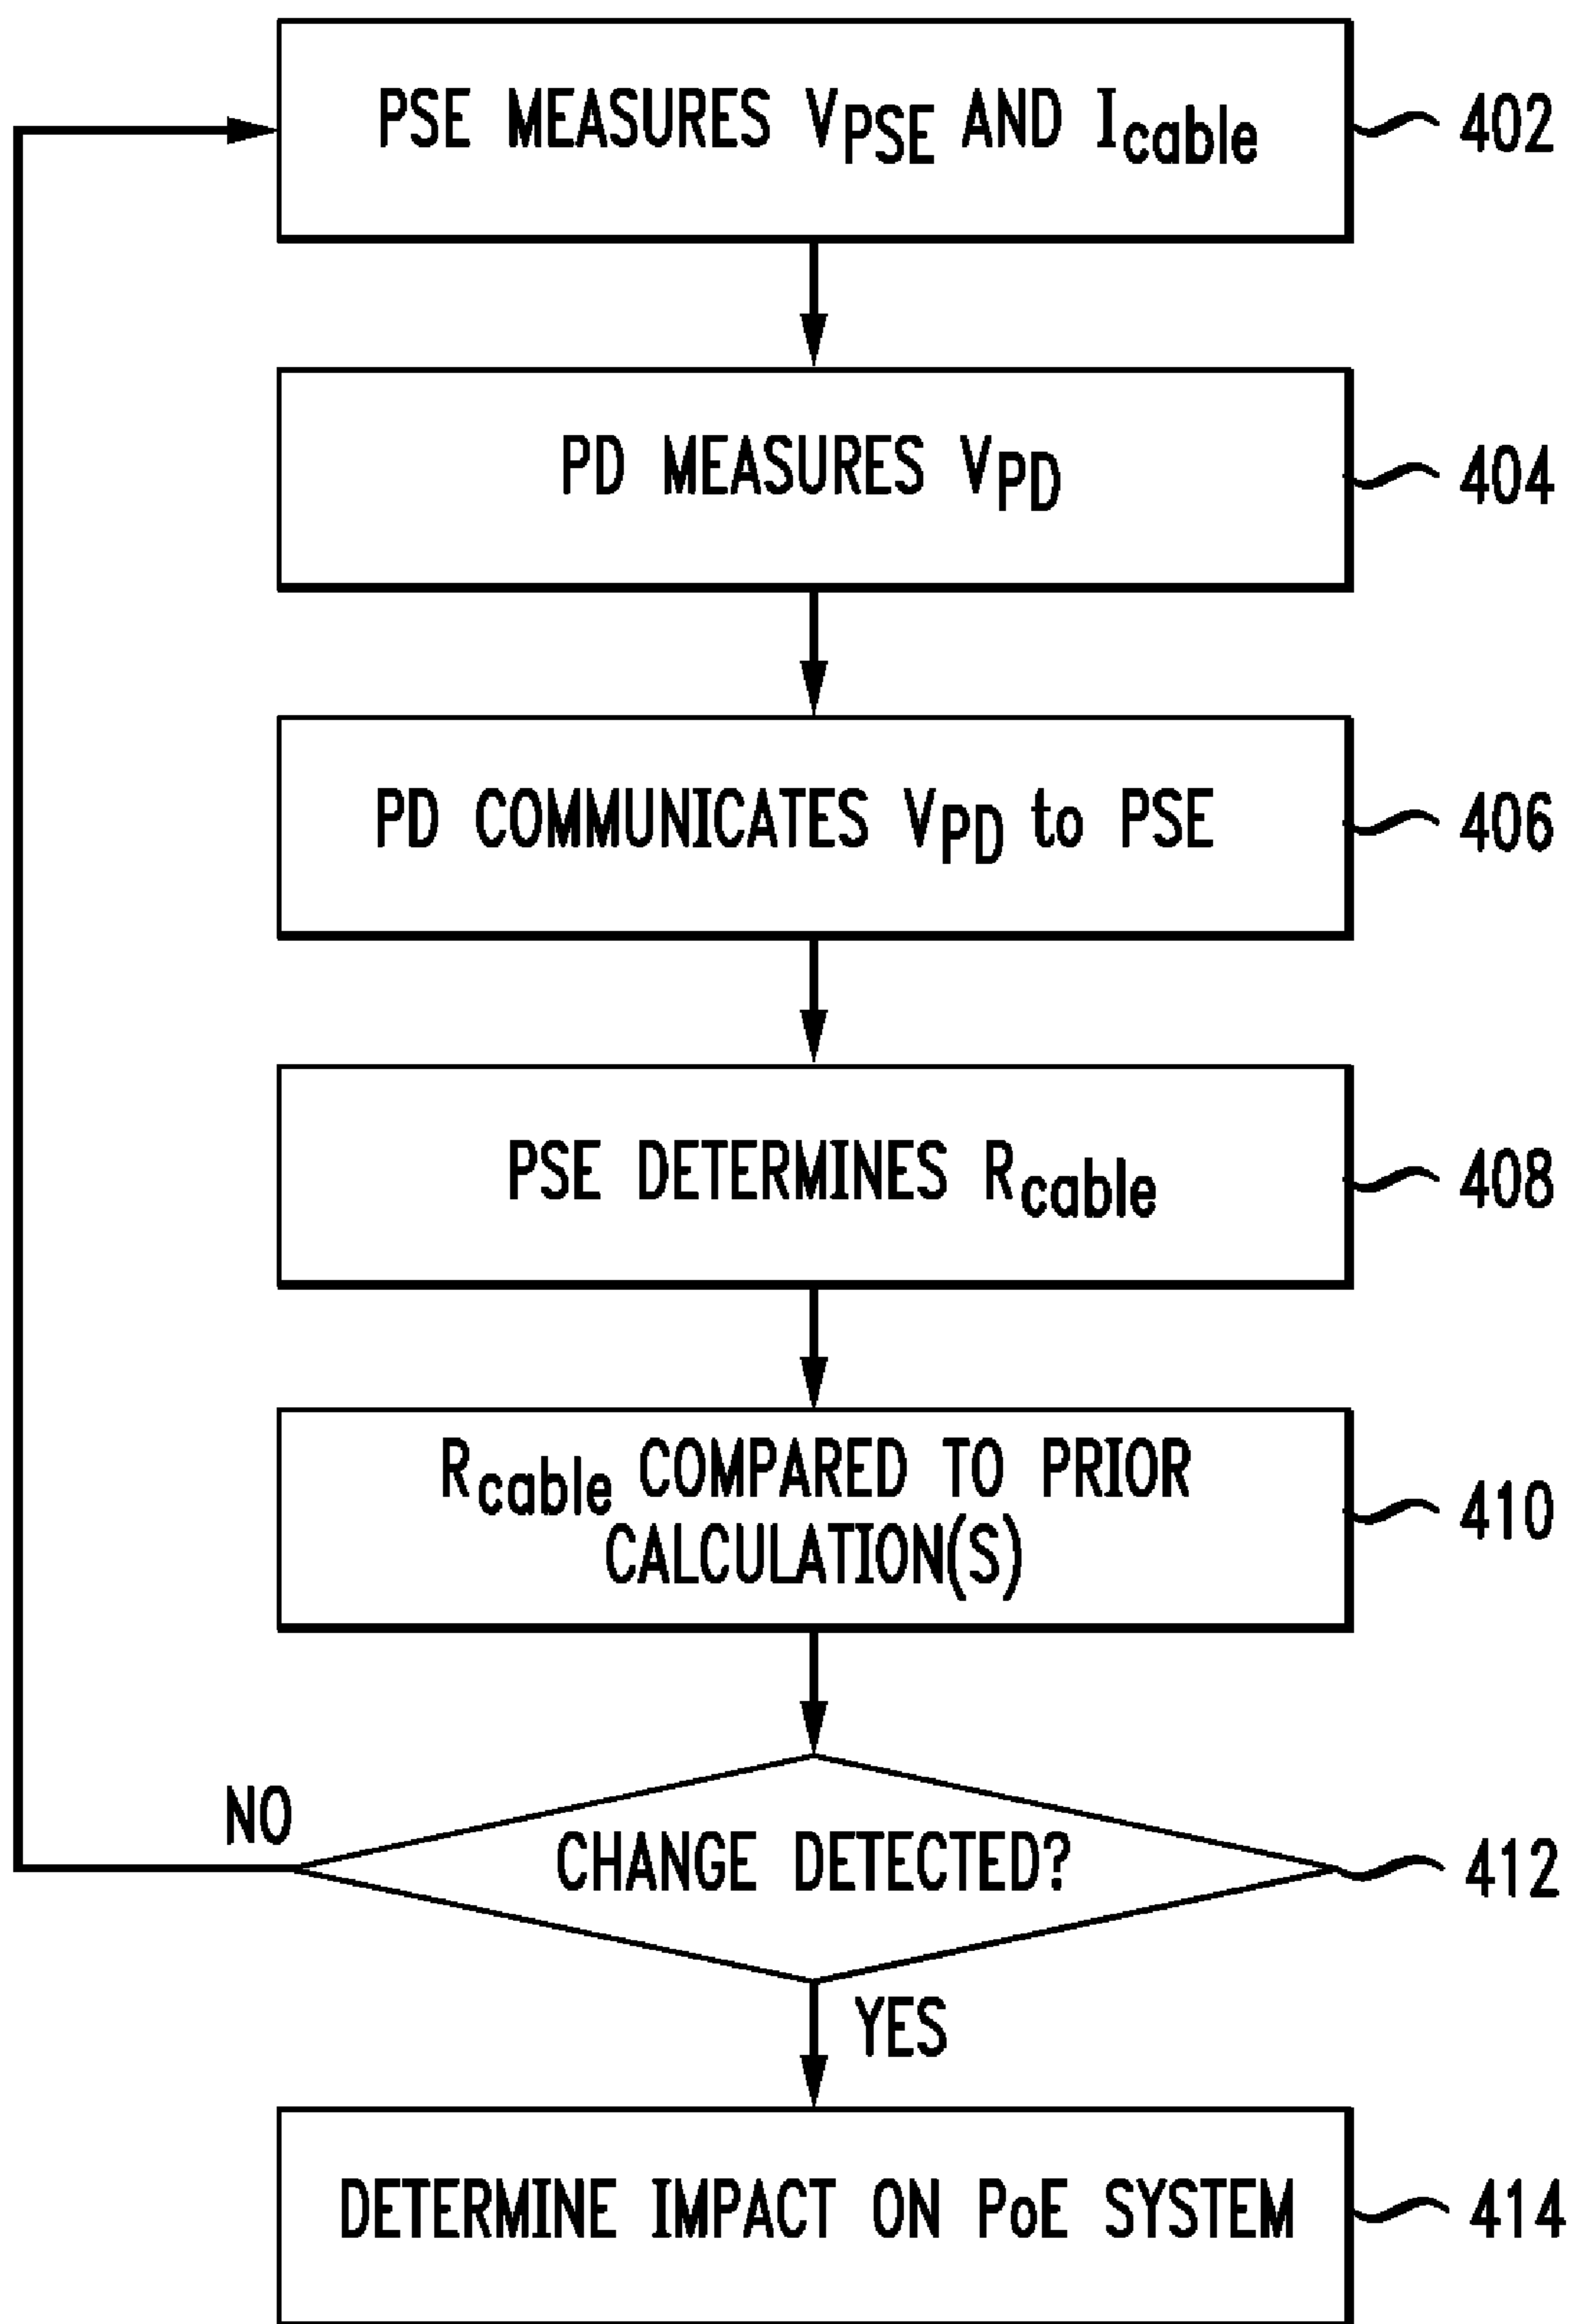 PSE MEASURES VPSE AND Icable
402
PD MEASURES VPD
404
PD COMMUNICATES VPD to PSE
406
PSE DETERMINES Rcable
408
Rcable COMPARED TO PRIOR
CALCULATION(S)
410
NO
CHANGE DETECTED?
412
YES
DETERMINE IMPACT ON PoE SYSTEM
414